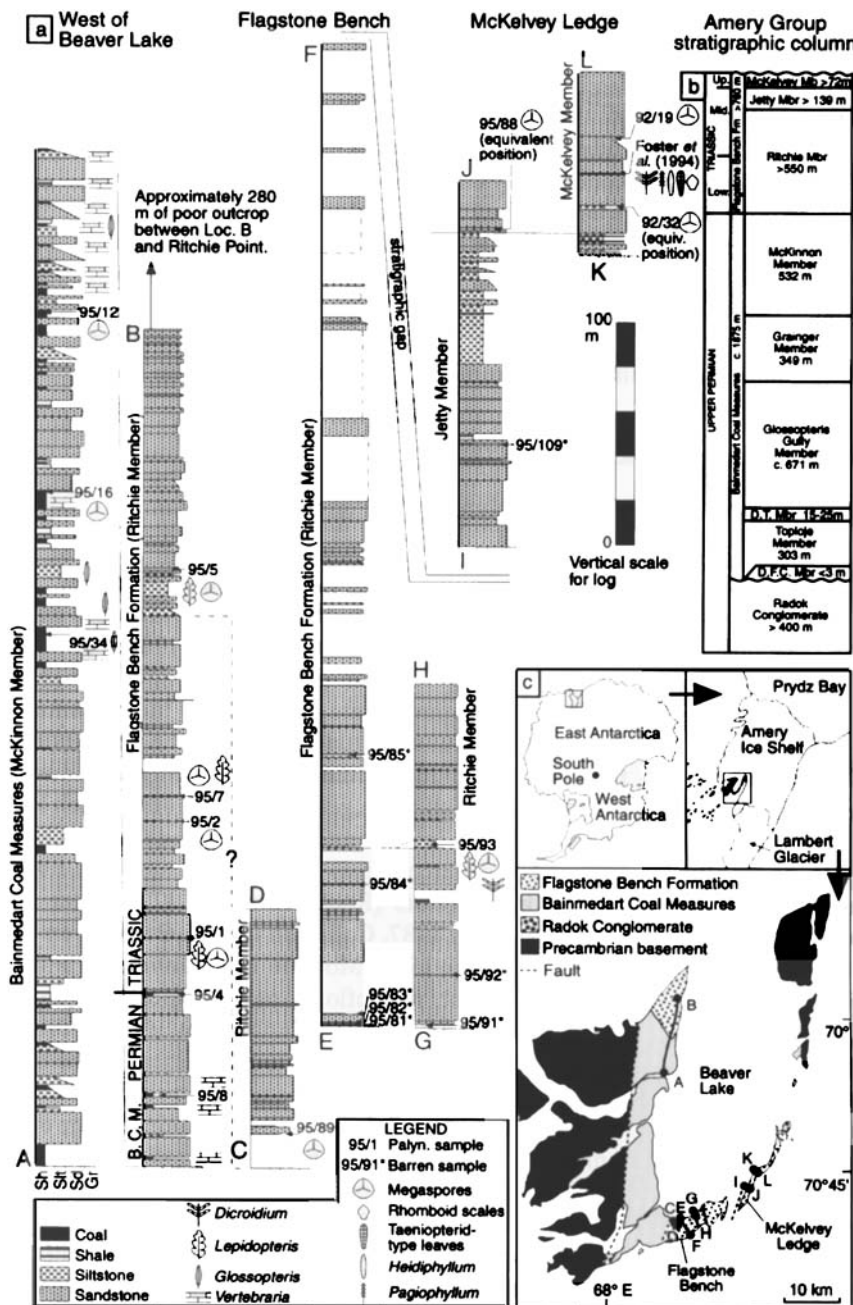 a
West of
Beaver Lake
Flagstone Bench
McKelvey Ledge
Amery Group
stratigraphic column
Approximately 280
m of poor outcrop
between Loc. B
and Ritchie Point.
Bainmedart Coal Measures (McKinnon Member)
95/12
95/16
95/34
A
Sh
St
Sd
Gr
B
Flagstone Bench Formation (Ritchie Member)
95/5
95/7
95/2
?
TRIASSIC
PERMIAN
B. C. M.
95/1
95/4
95/8
D
Ritchie Member
95/89
C
F
Flagstone Bench Formation (Ritchie Member)
stratigraphic gap
95/85*
95/84*
95/83*
95/82*
95/81*
E
H
Ritchie Member
95/93
95/92*
95/91*
G
J
95/88
(equivalent
position)
Jetty Member
95/109*
I
L
McKelvey Member
92/19
Foster et
al. (1994)
92/32
(equiv.
position)
K
100
m
0
Vertical scale
for log
b
Up.
Mid.
Low.
TRIASSIC
UPPER PERMIAN
Flagstone Bench Fm >760 m
Bainmedart Coal Measures c. 1875 m
McKelvey Mb >72m
Jetty Mbr > 139 m
Ritchie Mbr
>550 m
McKinnon
Member
532 m
Grainger
Member
349 m
Glossopteris
Gully
Member
c. 671 m
D.T. Mbr 15-25m
Toploje
Member
303 m
D.F.C. Mbr <3 m
Radok
Conglomerate
> 400 m
c
East Antarctica
South
Pole
West
Antarctica
Prydz Bay
Amery
Ice Shelf
Lambert
Glacier
Flagstone Bench Formation
Bainmedart Coal Measures
Radok Conglomerate
Precambrian basement
Fault
B
A
Beaver
Lake
70°
70°45'
K
L
I
J
G
C
E
D
H
F
McKelvey
Ledge
Flagstone
Bench
68° E
10 km
LEGEND
95/1 Palyn. sample
95/91* Barren sample
Megaspores
Rhomboid scales
Taeniopterid-
type leaves
Heidiphyllum
Pagiophyllum
Coal
Shale
Siltstone
Sandstone
Dicroidium
Lepidopteris
Glossopteris
Vertebraria